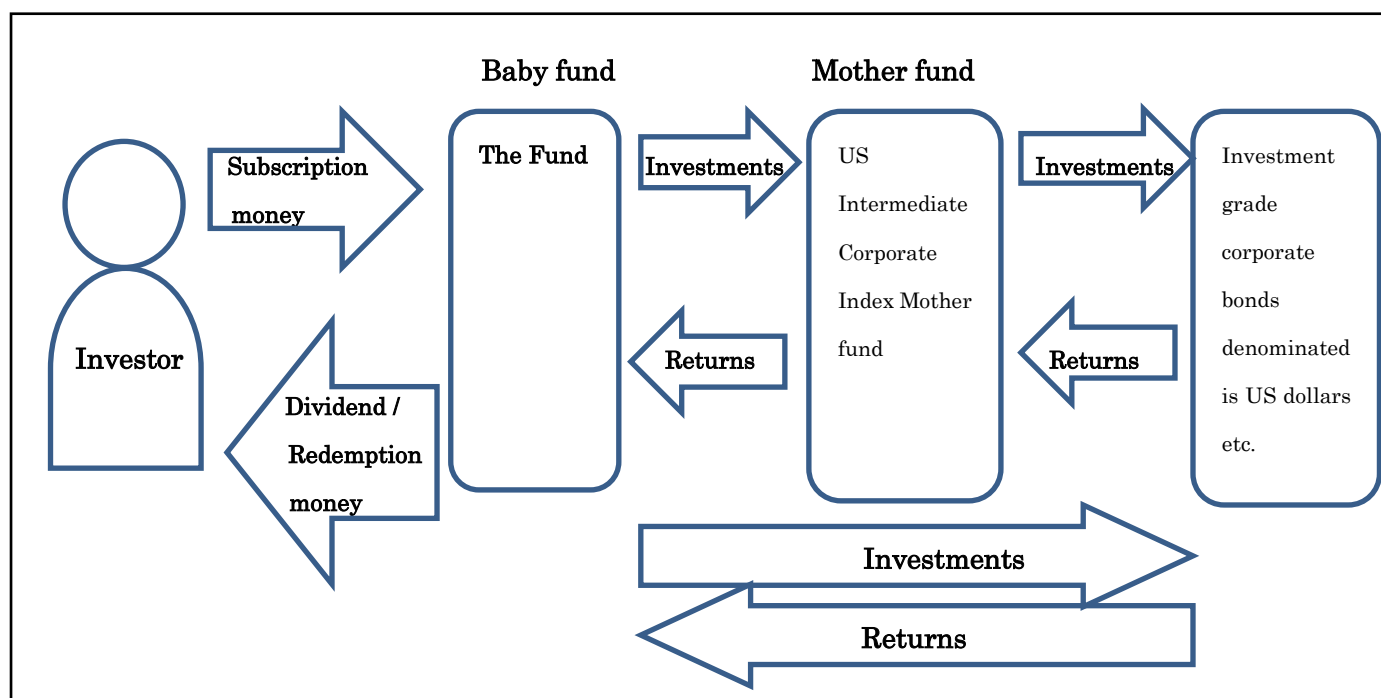 Baby fund
Mother fund
Subscription
money
The Fund
Investments
US
Intermediate
Corporate
Index Mother
fund
Investments
Investment
grade
corporate
bonds
denominated
is US dollars
etc.
Investor
Returns
Returns
Dividend /
Redemption
money
Investments
Returns